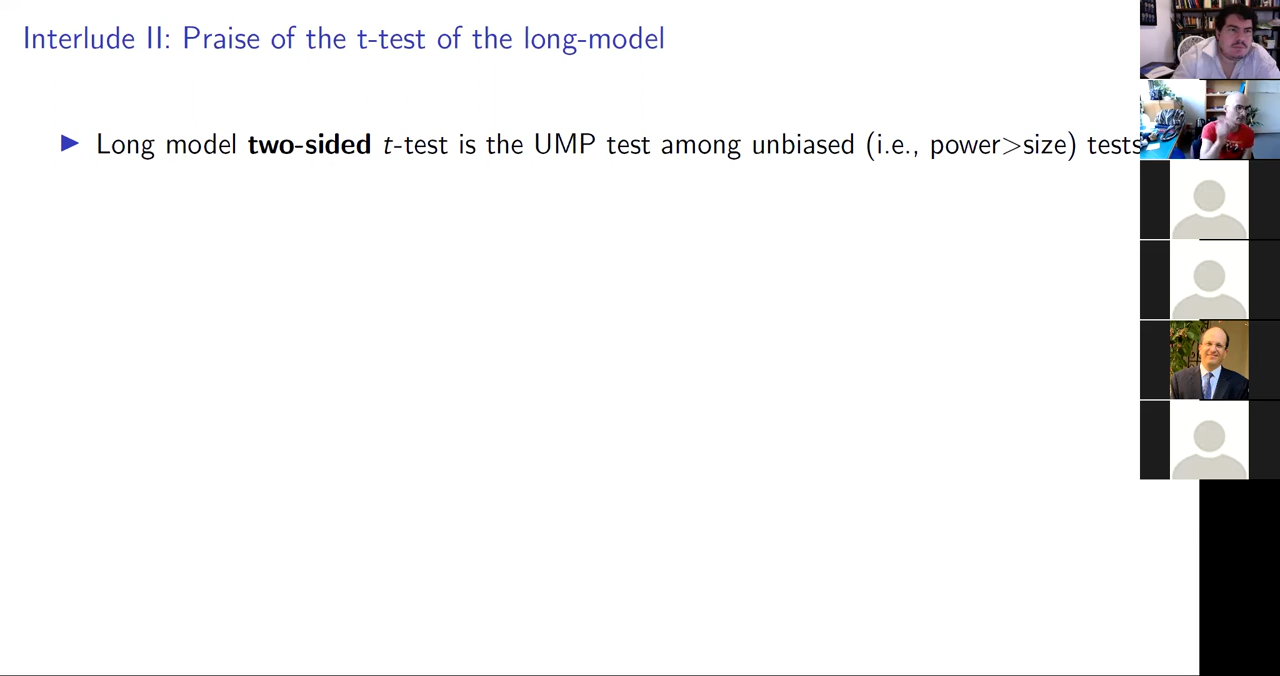 Interlude II: Praise of the t-test of the long-model
▶ Long model two-sided t-test is the UMP test among unbiased (i.e., power>size) tests